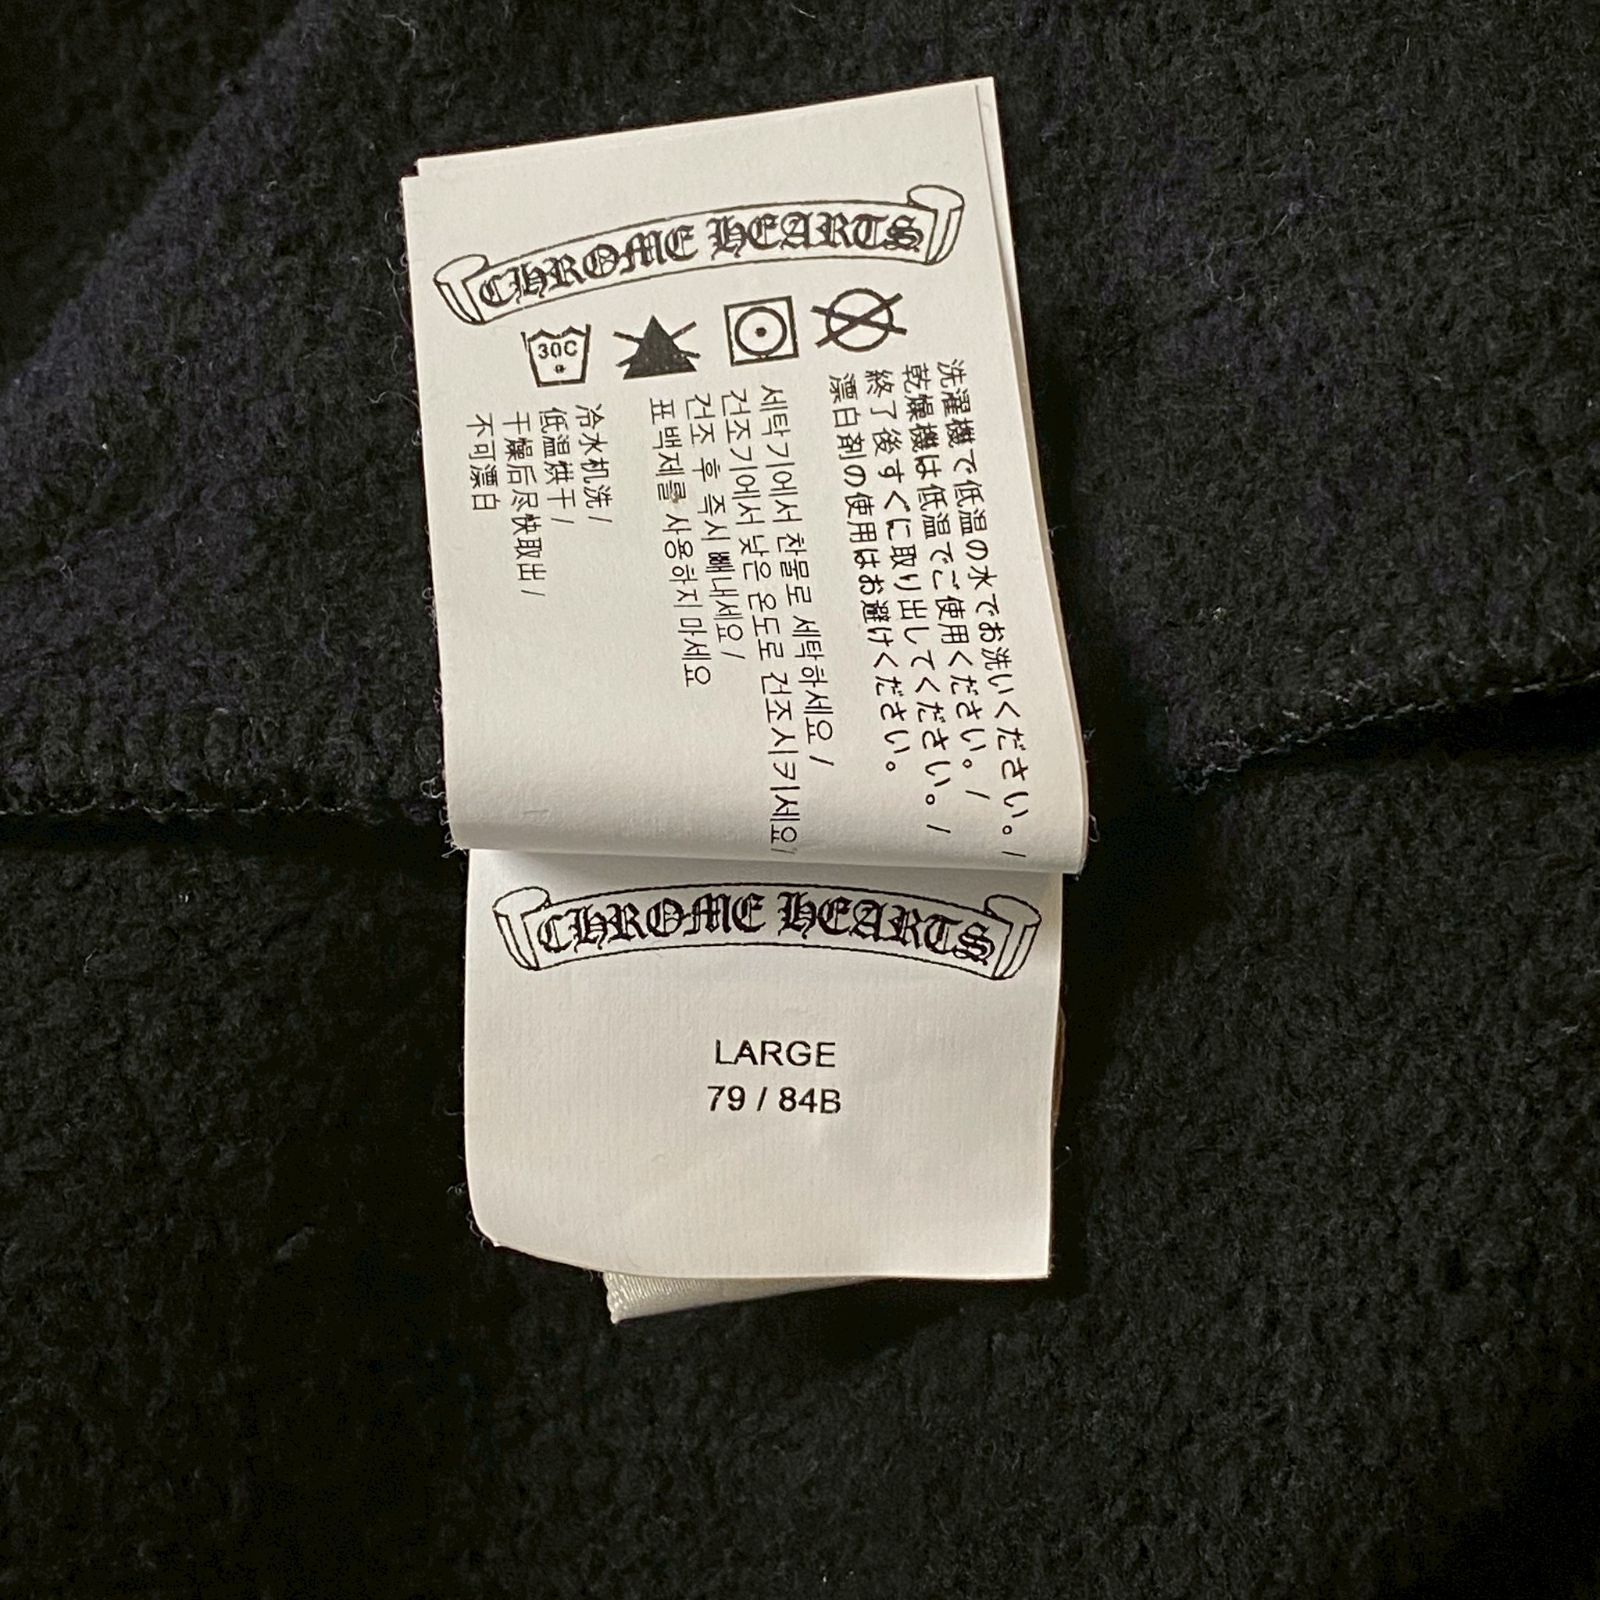 CHROME HEARTS
30C
洗濯機で低温の水でお洗いください。/
乾燥機は低温でご使用ください。/
終了後すぐに取り出してください。/
漂白剤の使用はお避けください。
세탁기에서 찬물로 세탁하세요/
건조기에서 낮은 온도로 건조시키세요/
건조 후 즉시 빼내세요/
표백제를 사용하지 마세요
冷水机洗/
低温烘干/
干燥后尽快取出/
不可漂白
CHROME HEARTS
LARGE
79 / 84B